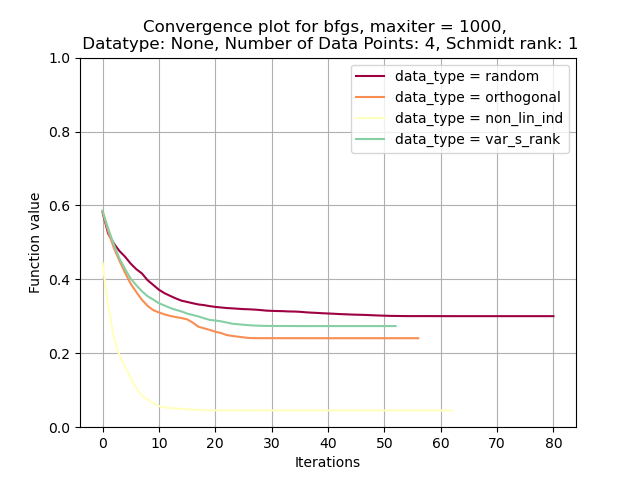 Convergence plot for bfgs, maxiter = 1000,
Datatype: None, Number of Data Points: 4, Schmidt rank: 1
data_type = random
data_type = orthogonal
data_type = non_lin_ind
data_type = var_s_rank
1.0
0.8
0.6
0.4
0.2
0.0
Function value
0 10 20 30 40 50 60 70 80
Iterations